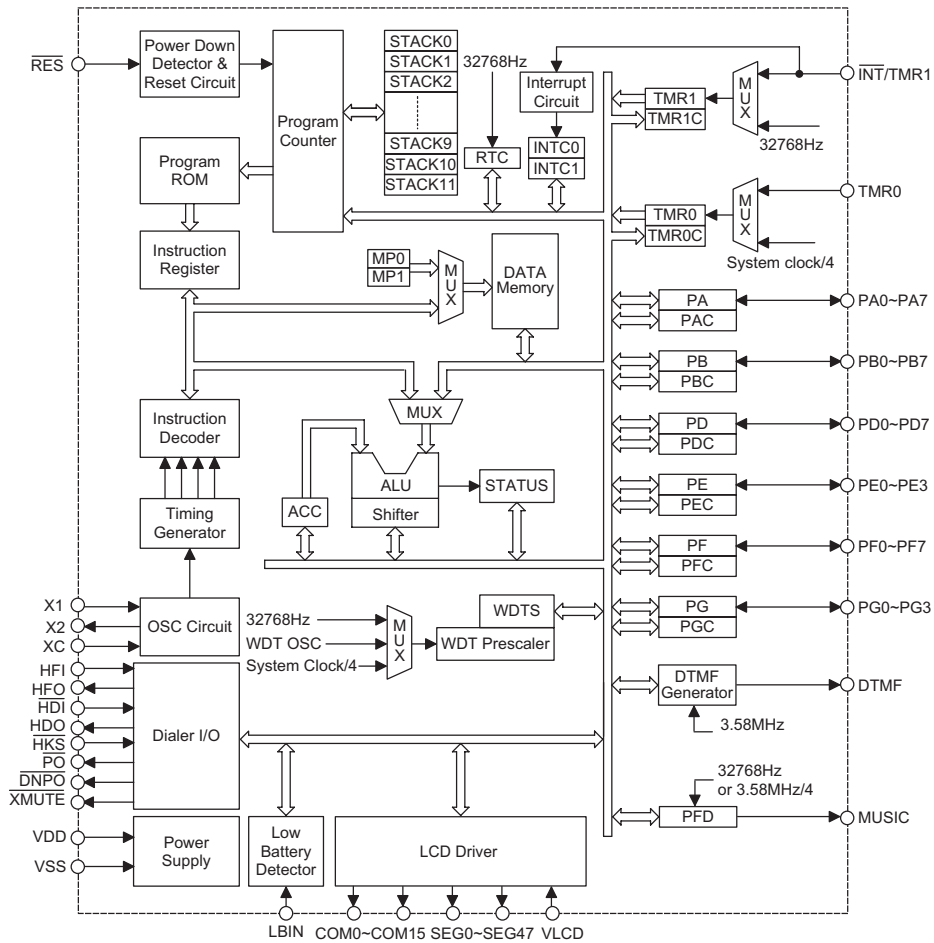 RES
Power Down
Detector &
Reset Circuit
Program
Counter
STACK0
STACK1
STACK2
STACK9
STACK10
STACK11
32768Hz
RTC
Interrupt
Circuit
INTC0
INTC1
TMR1
TMR1C
MUX
INT/TMR1
32768Hz
Program
ROM
TMR0
TMR0C
MUX
TMR0
System clock/4
Instruction
Register
MP0
MP1
MUX
DATA
Memory
PA
PAC
PA0~PA7
PB
PBC
PB0~PB7
MUX
Instruction
Decoder
PD
PDC
PD0~PD7
ALU
Shifter
STATUS
ACC
PE
PEC
PE0~PE3
Timing
Generator
PF
PFC
PF0~PF7
X1
X2
XC
OSC Circuit
32768Hz
WDT OSC
System Clock/4
MUX
WDTS
WDT Prescaler
PG
PGC
PG0~PG3
HFI
HFO
HDI
HDO
HKS
PO
DNPO
XMUTE
Dialer I/O
DTMF
Generator
DTMF
3.58MHz
32768Hz
or 3.58MHz/4
PFD
MUSIC
VDD
VSS
Power
Supply
Low
Battery
Detector
LCD Driver
LBIN
COM0~COM15
SEG0~SEG47
VLCD